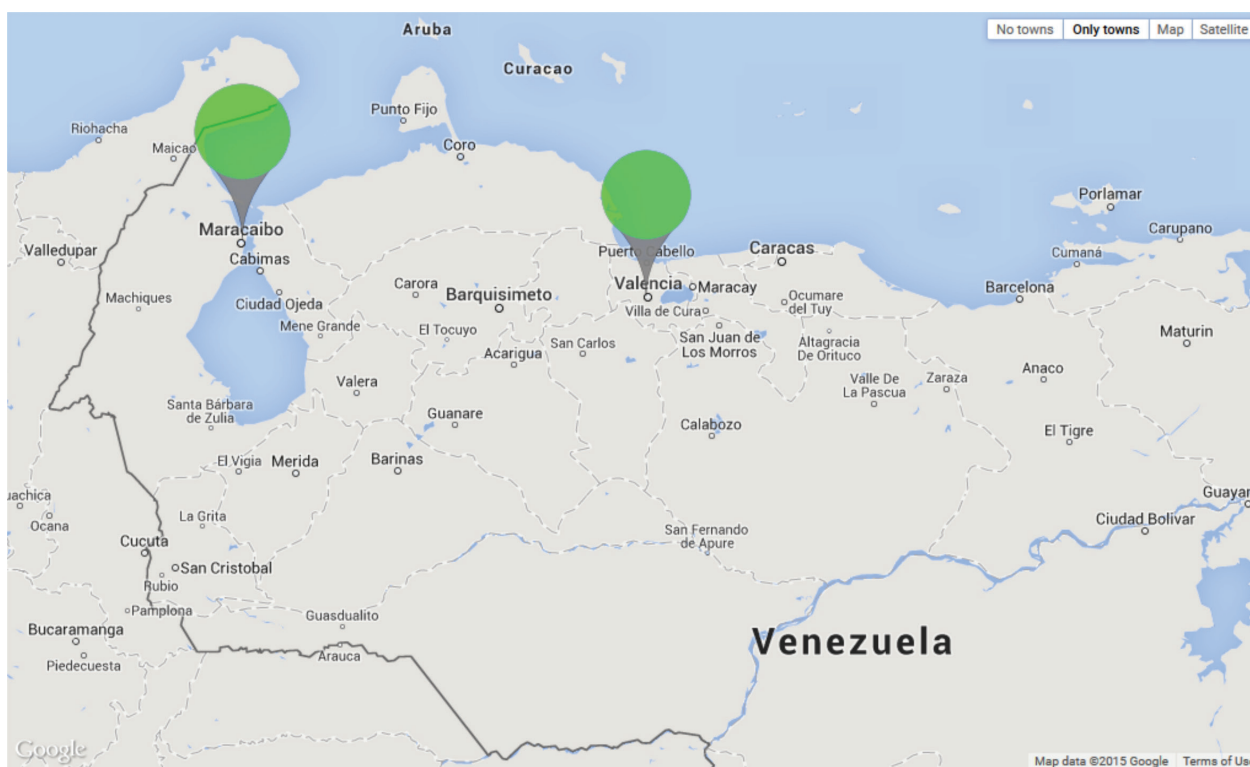 Aruba
No towns
Only towns
Map
Satellite
Curacao
Punto Fijo
Riohacha
Maicao
Coro
Porlamar
Maracaibo
Carupano
Valledupar
Puerto Cabello
Caracas
Cumaná
Cabimas
Carora
Valencia
Maracay
Barcelona
Machiques
Ciudad Ojeda
Barquisimeto
Villa de Cura
Ocumare
del Tuy
Mene Grande
El Tocuyo
San Juan de
Los Morros
Altagracia
De Orituco
Maturin
Acarigua
San Carlos
Valera
Valle De
La Pascua
Zaraza
Anaco
Santa Bárbara
de Zulia
Guanare
Calabozo
El Tigre
El Vigia
Merida
Barinas
uachica
Guayan
Ocana
La Grita
San Fernando
de Apure
Ciudad Bolivar
Cucuta
San Cristobal
Rubio
Pamplona
Guasdualito
Bucaramanga
Venezuela
Piedecuesta
Arauca
Google
Map data ©2015 Google
Terms of Use